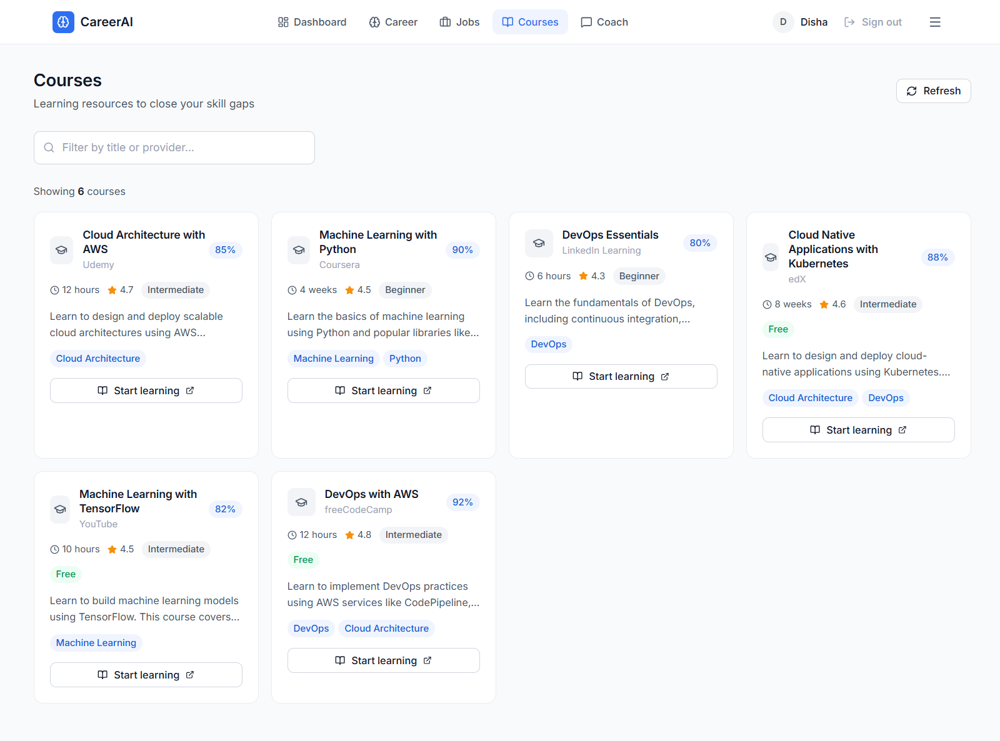 CareerAI
Dashboard
Career
Jobs
Courses
Coach
D
Disha
Sign out
Courses
Learning resources to close your skill gaps
Refresh
Filter by title or provider...
Showing 6 courses
Cloud Architecture with
AWS
Udemy
85%
12 hours 4.7 Intermediate
Learn to design and deploy scalable
cloud architectures using AWS...
Cloud Architecture
Start learning
Machine Learning with
Python
Coursera
90%
4 weeks 4.5 Beginner
Learn the basics of machine learning
using Python and popular libraries like...
Machine Learning Python
Start learning
DevOps Essentials
LinkedIn Learning
80%
6 hours 4.3 Beginner
Learn the fundamentals of DevOps,
including continuous integration,...
DevOps
Start learning
Cloud Native
Applications with
Kubernetes
edX
88%
8 weeks 4.6 Intermediate
Free
Learn to design and deploy cloud-
native applications using Kubernetes....
Cloud Architecture DevOps
Start learning
Machine Learning with
TensorFlow
YouTube
82%
10 hours 4.5 Intermediate
Free
Learn to build machine learning models
using TensorFlow. This course covers...
Machine Learning
Start learning
DevOps with AWS
freeCodeCamp
92%
12 hours 4.8 Intermediate
Free
Learn to implement DevOps practices
using AWS services like CodePipeline,...
DevOps Cloud Architecture
Start learning